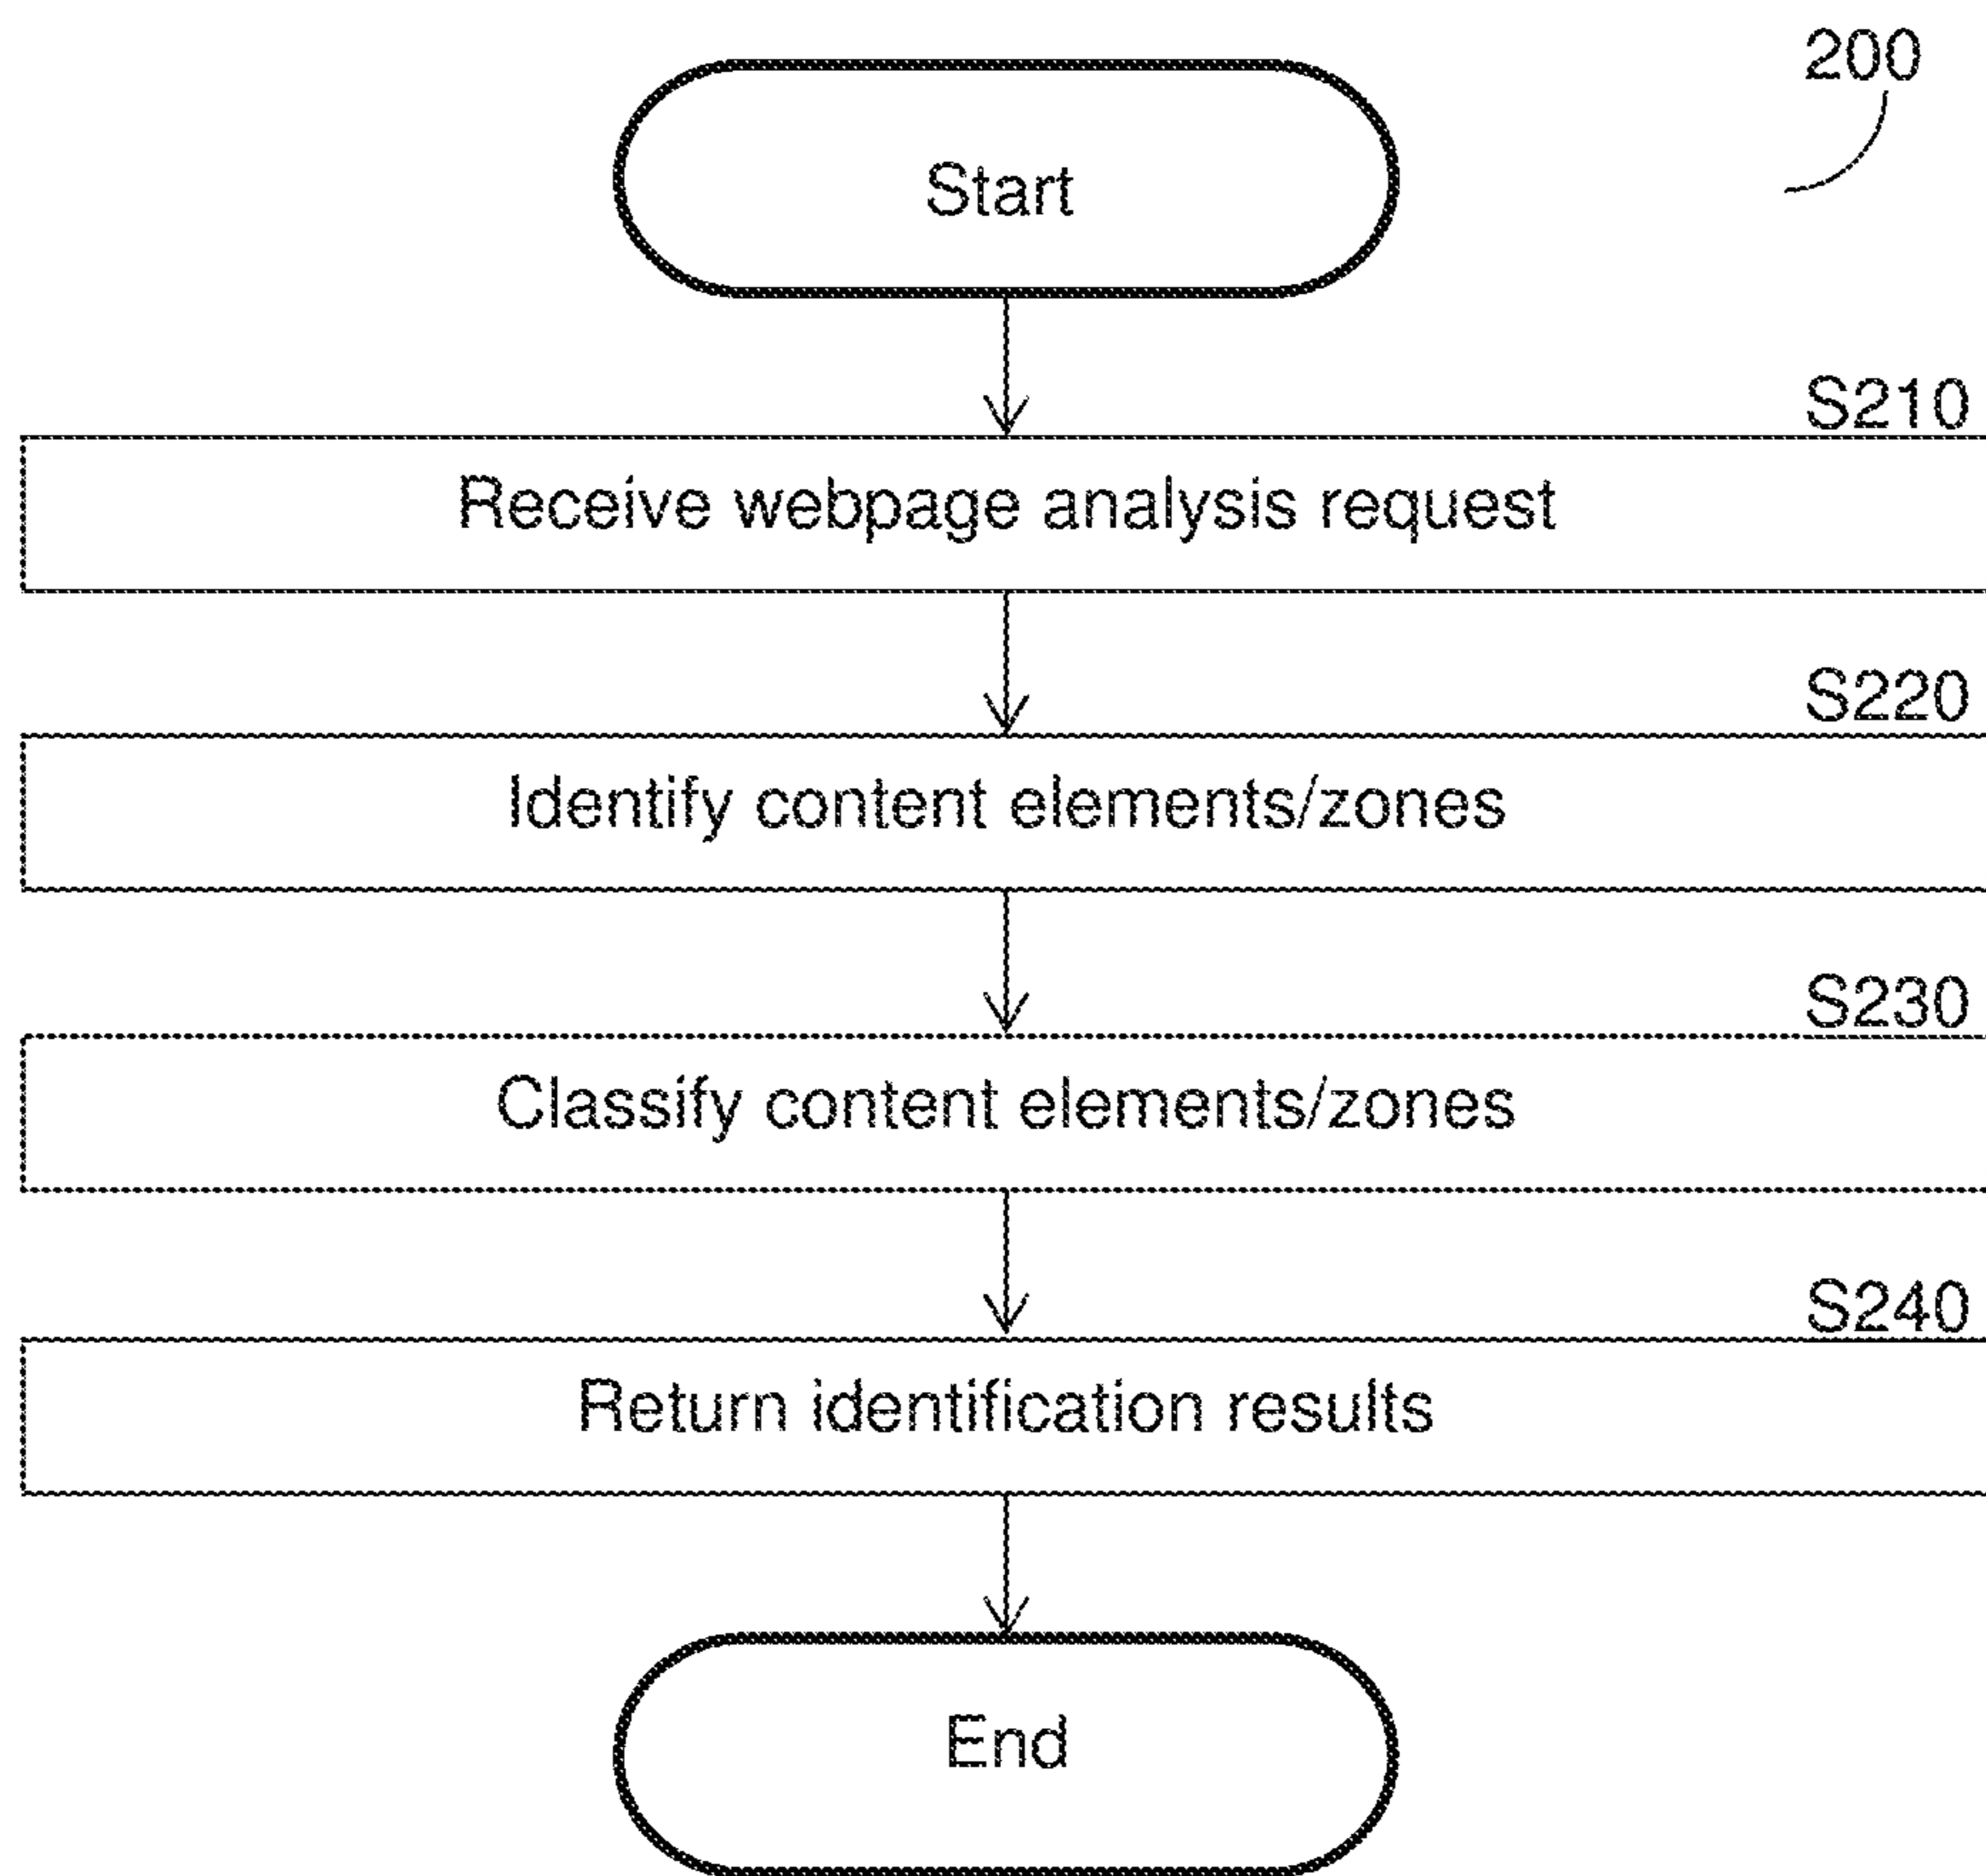 200
Start
S210
Receive webpage analysis request
S220
Identify content elements/zones
S230
Classify content elements/zones
S240
Return identification results
End